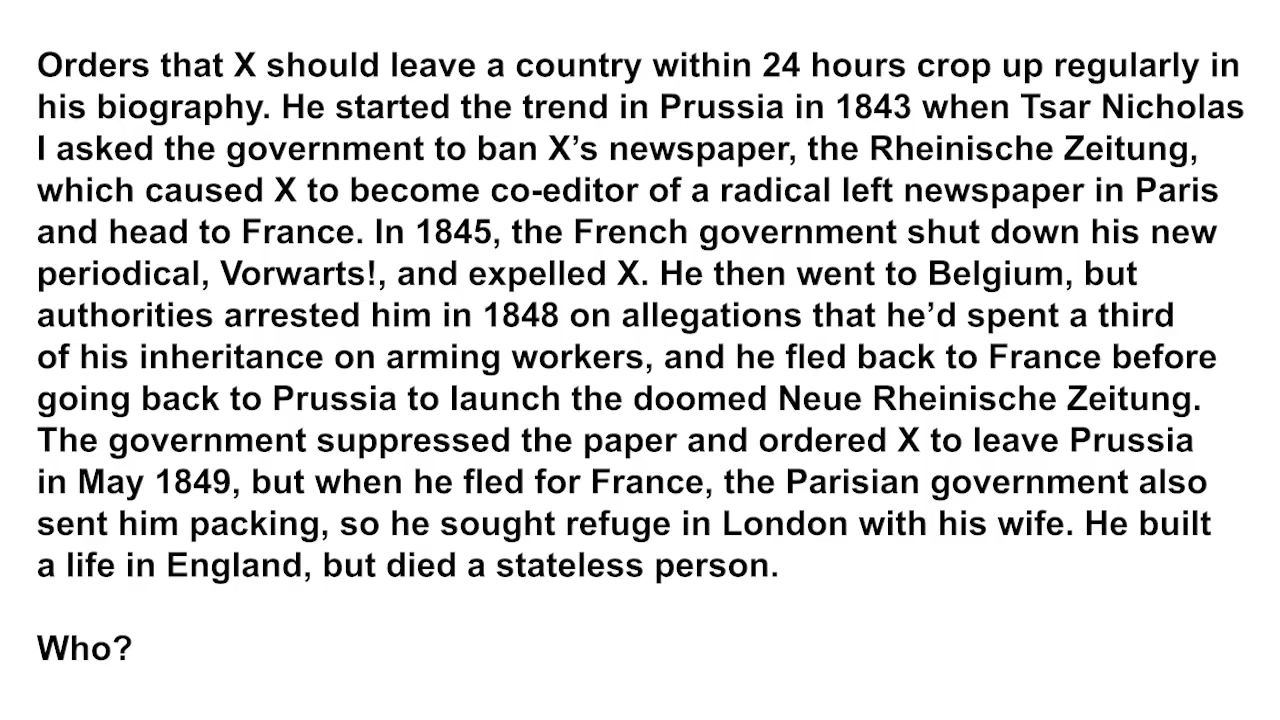 Orders that X should leave a country within 24 hours crop up regularly in
his biography. He started the trend in Prussia in 1843 when Tsar Nicholas
I asked the government to ban X’s newspaper, the Rheinische Zeitung,
which caused X to become co-editor of a radical left newspaper in Paris
and head to France. In 1845, the French government shut down his new
periodical, Vorwarts!, and expelled X. He then went to Belgium, but
authorities arrested him in 1848 on allegations that he’d spent a third
of his inheritance on arming workers, and he fled back to France before
going back to Prussia to launch the doomed Neue Rheinische Zeitung.
The government suppressed the paper and ordered X to leave Prussia
in May 1849, but when he fled for France, the Parisian government also
sent him packing, so he sought refuge in London with his wife. He built
a life in England, but died a stateless person.
Who?